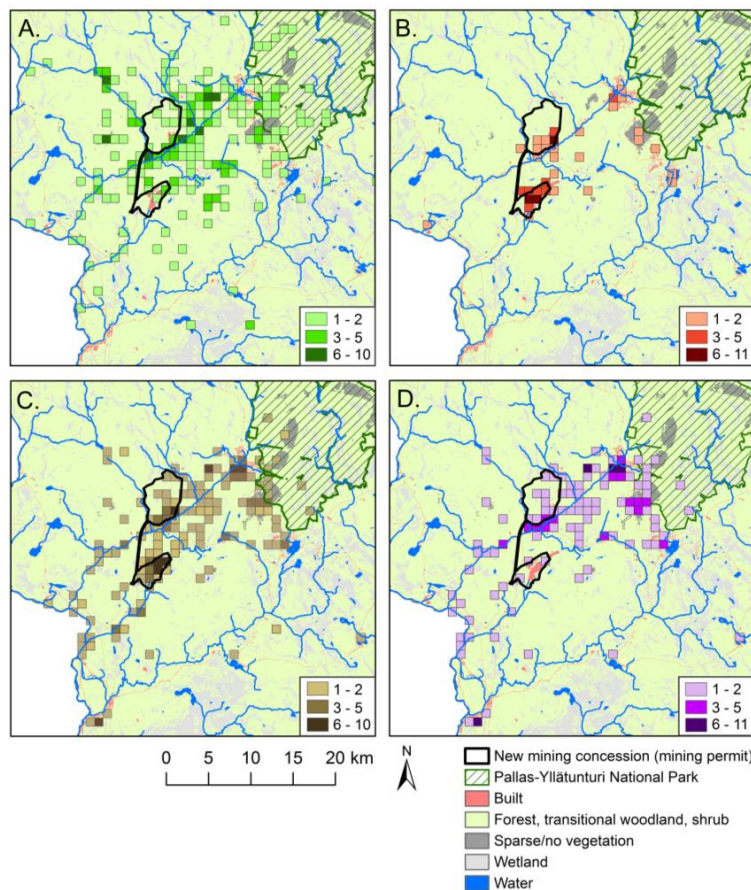 A.
1 - 2
3 - 5
6 - 10
B.
1 - 2
3 - 5
6 - 11
C.
1 - 2
3 - 5
6 - 10
D.
1 - 2
3 - 5
6 - 11
0 5 10 15 20 km
N
New mining concession (mining permit)
Pallas-Yllätunturi National Park
Built
Forest, transitional woodland, shrub
Sparse/no vegetation
Wetland
Water